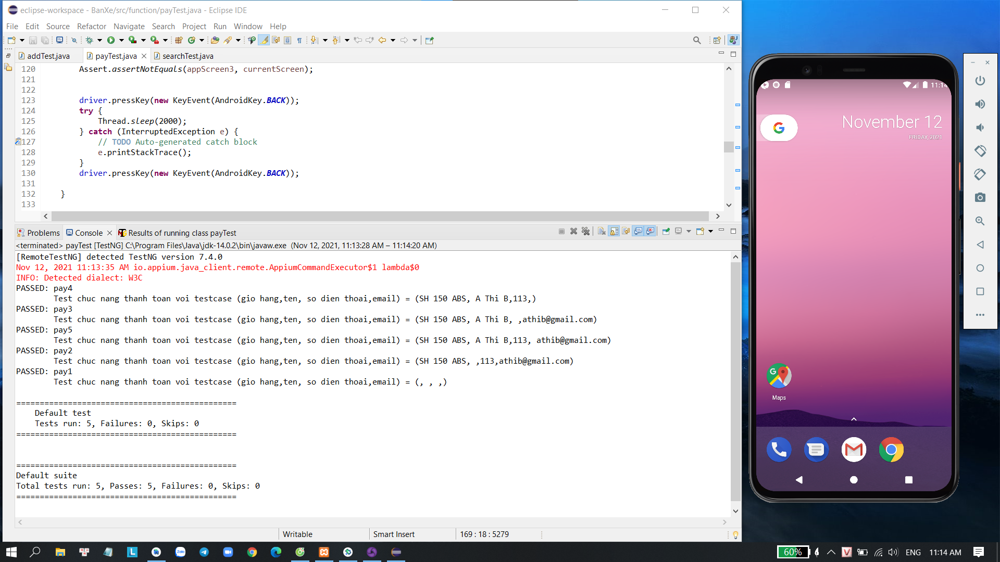 eclipse-workspace - BanXe/src/function/payTest.java - Eclipse IDE
File Edit Source Refactor Navigate Search Project Run Window Help
addTest.java payTest.java searchTest.java
120 Assert.assertNotEquals(appScreen3, currentScreen);
121
122
123 driver.pressKey(new KeyEvent(AndroidKey.BACK));
124 try {
125 Thread.sleep(2000);
126 } catch (InterruptedException e) {
127 // TODO Auto-generated catch block
128 e.printStackTrace();
129 }
130 driver.pressKey(new KeyEvent(AndroidKey.BACK));
131
132 }
133
Problems Console Results of running class payTest
<terminated> payTest [TestNG] C:\Program Files\Java\jdk-14.0.2\bin\javaw.exe (Nov 12, 2021, 11:13:28 AM – 11:14:20 AM)
[RemoteTestNG] detected TestNG version 7.4.0
Nov 12, 2021 11:13:35 AM io.appium.java_client.remote.AppiumCommandExecutor$1 lambda$0
INFO: Detected dialect: W3C
PASSED: pay4
Test chuc nang thanh toan voi testcase (gio hang,ten, so dien thoai,email) = (SH 150 ABS, A Thi B,113,)
PASSED: pay3
Test chuc nang thanh toan voi testcase (gio hang,ten, so dien thoai,email) = (SH 150 ABS, A Thi B, ,athib@gmail.com)
PASSED: pay5
Test chuc nang thanh toan voi testcase (gio hang,ten, so dien thoai,email) = (SH 150 ABS, A Thi B,113, athib@gmail.com)
PASSED: pay2
Test chuc nang thanh toan voi testcase (gio hang,ten, so dien thoai,email) = (SH 150 ABS, ,113,athib@gmail.com)
PASSED: pay1
Test chuc nang thanh toan voi testcase (gio hang,ten, so dien thoai,email) = (, , ,)
===============================================
Default test
Tests run: 5, Failures: 0, Skips: 0
===============================================
===============================================
Default suite
Total tests run: 5, Passes: 5, Failures: 0, Skips: 0
===============================================
Writable Smart Insert 169 : 18 : 5279
11:14
November 12
FRIDAY, 2021
Maps
Zalo
60% ENG 11:14 AM